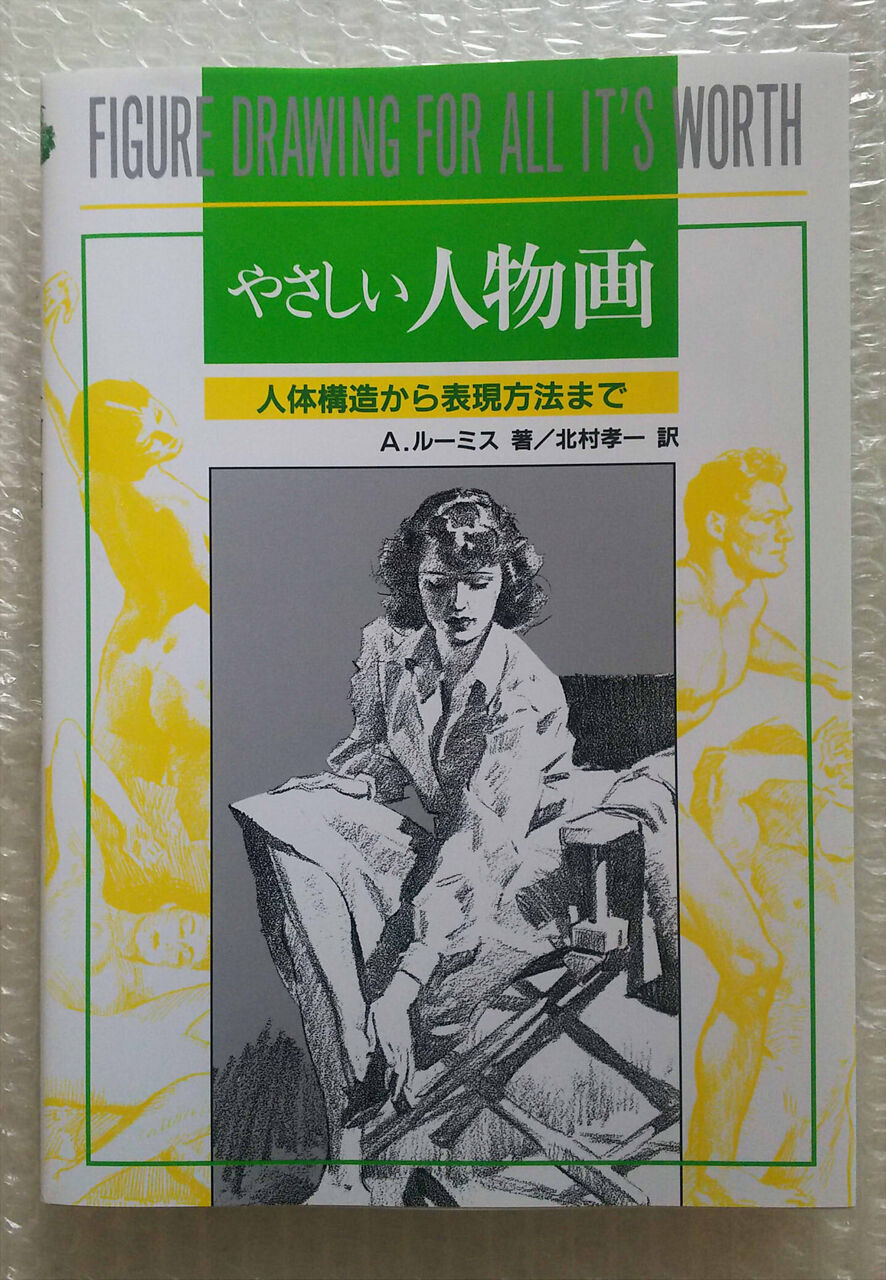 FIGURE DRAWING FOR ALL IT'S WORTH
やさしい人物画
人体構造から表現方法まで
A.ルーミス 著／北村孝一 訳